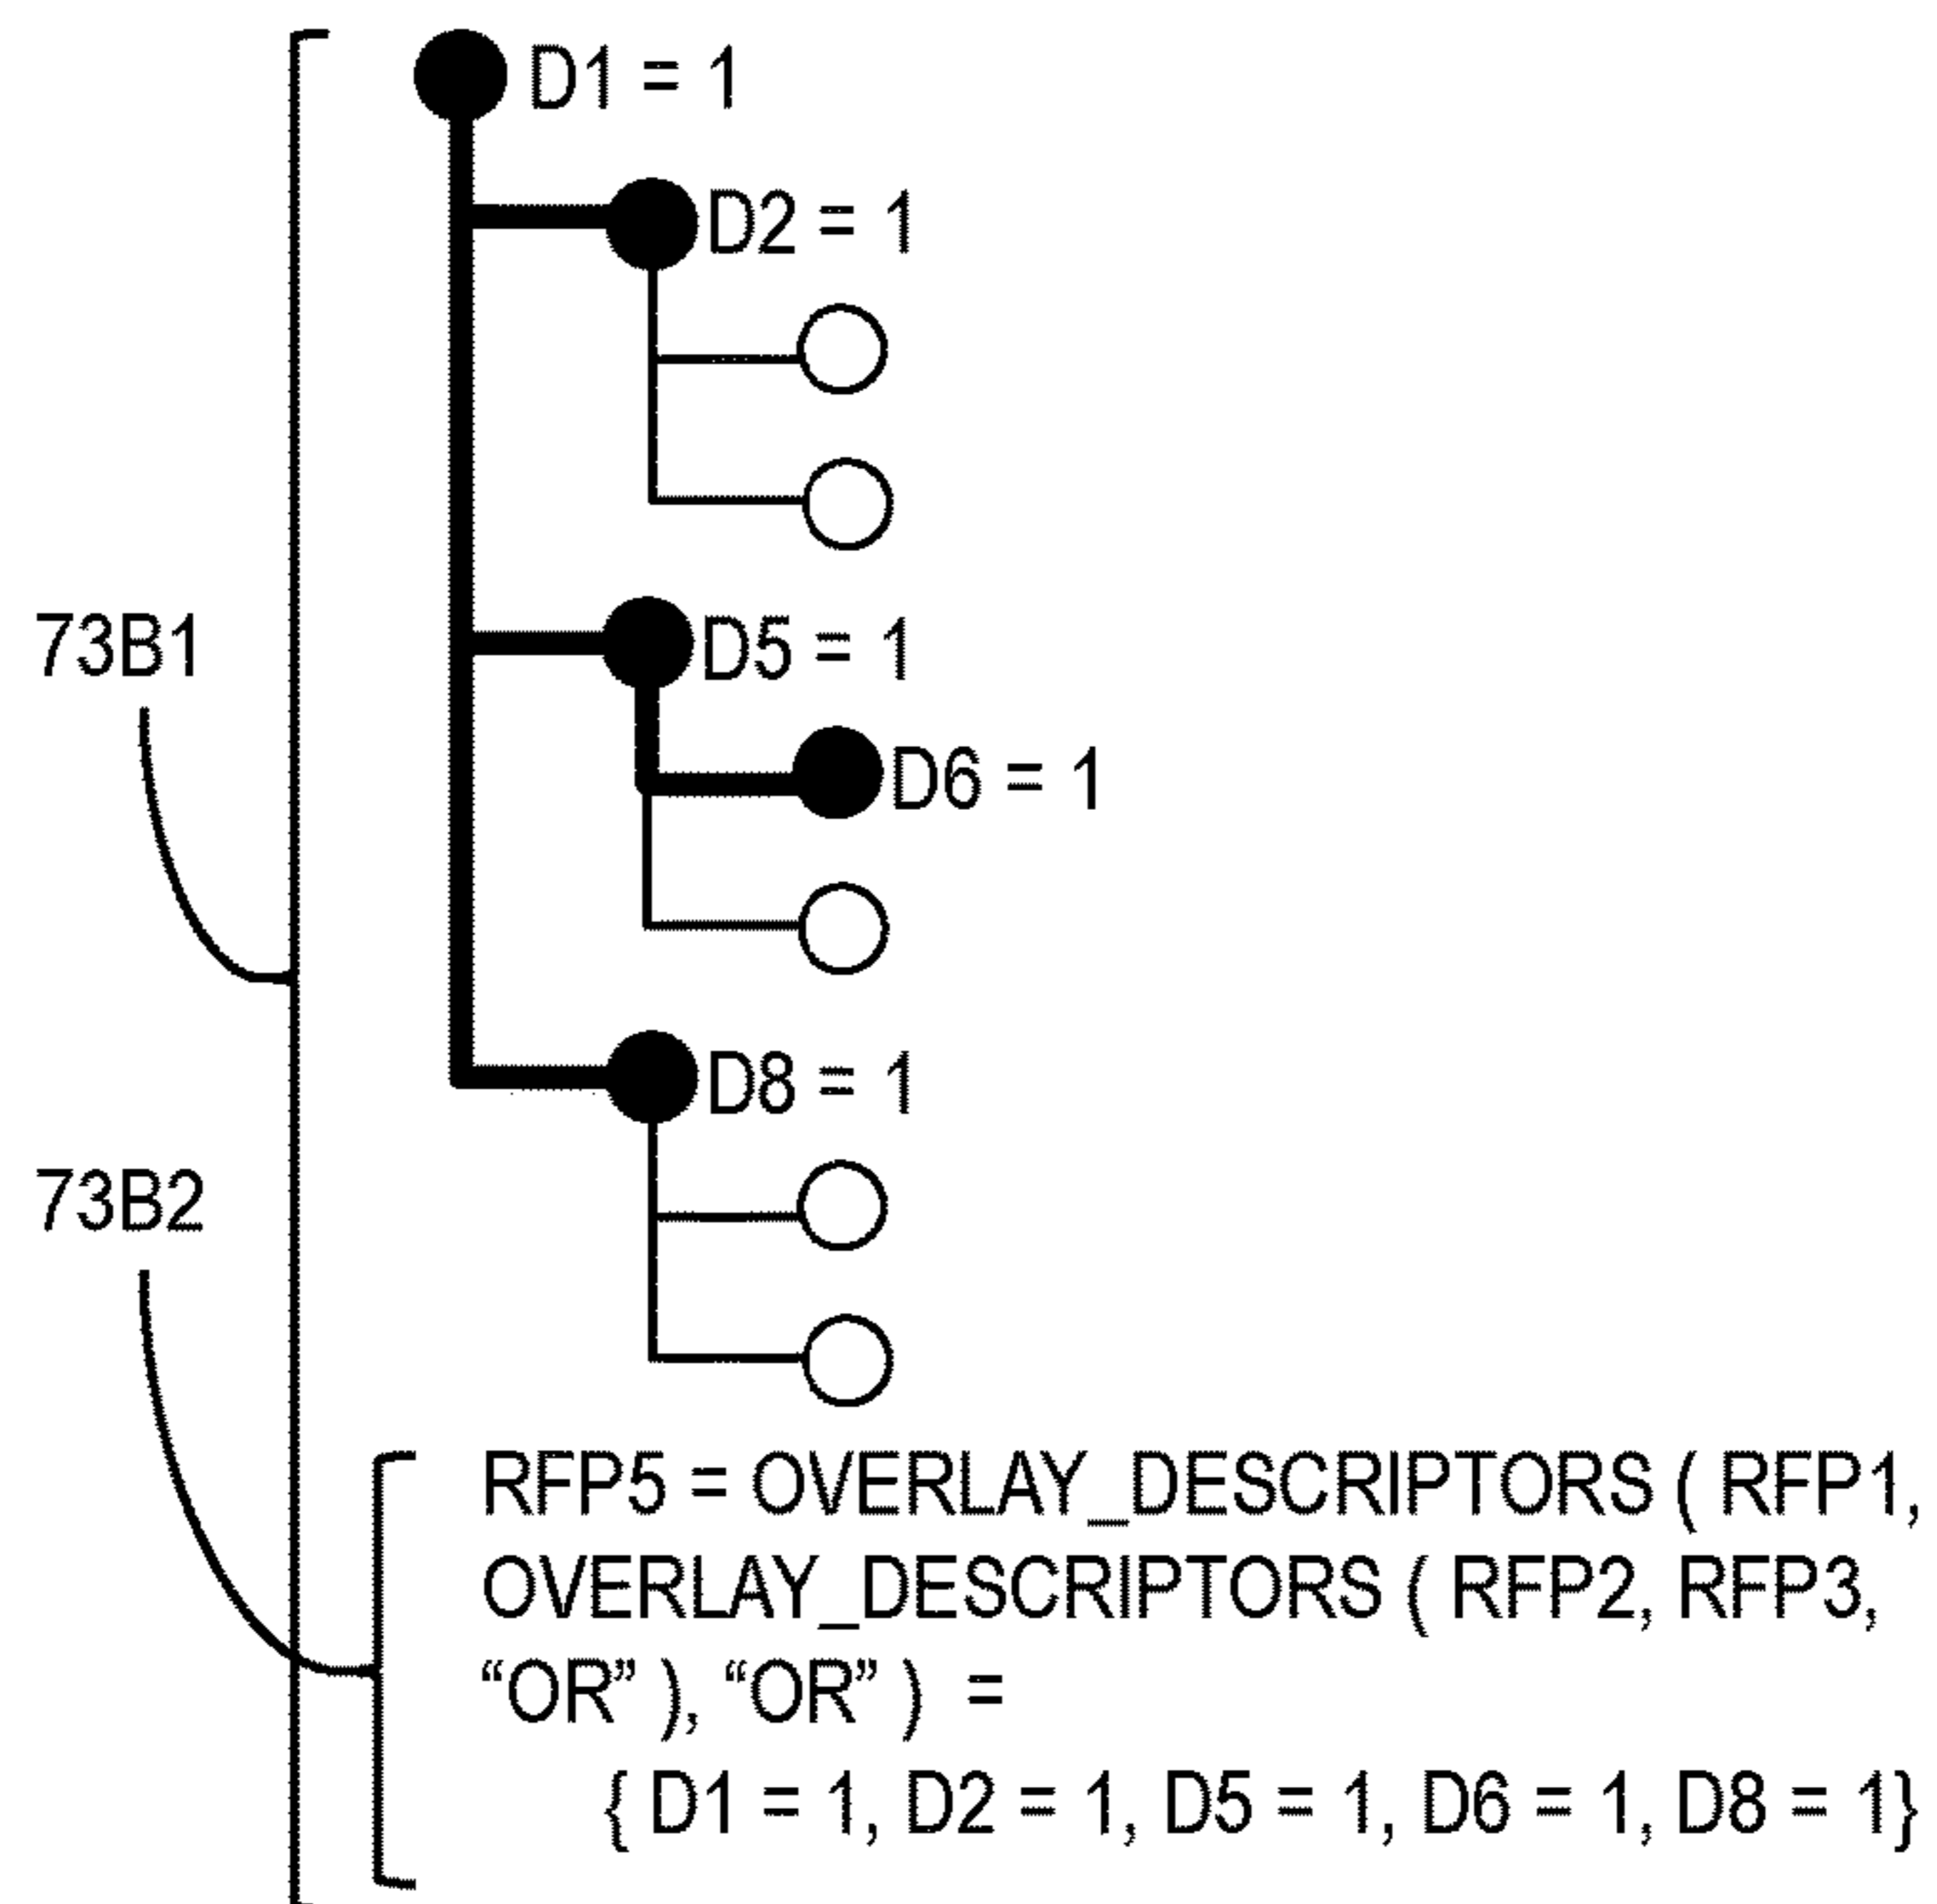 D1 = 1
D2 = 1
73B1
D5 = 1
D6 = 1
D8 = 1
73B2
RFP5 = OVERLAY_DESCRIPTORS ( RFP1,
OVERLAY_DESCRIPTORS ( RFP2, RFP3,
“OR” ), “OR” ) =
{ D1 = 1, D2 = 1, D5 = 1, D6 = 1, D8 = 1}